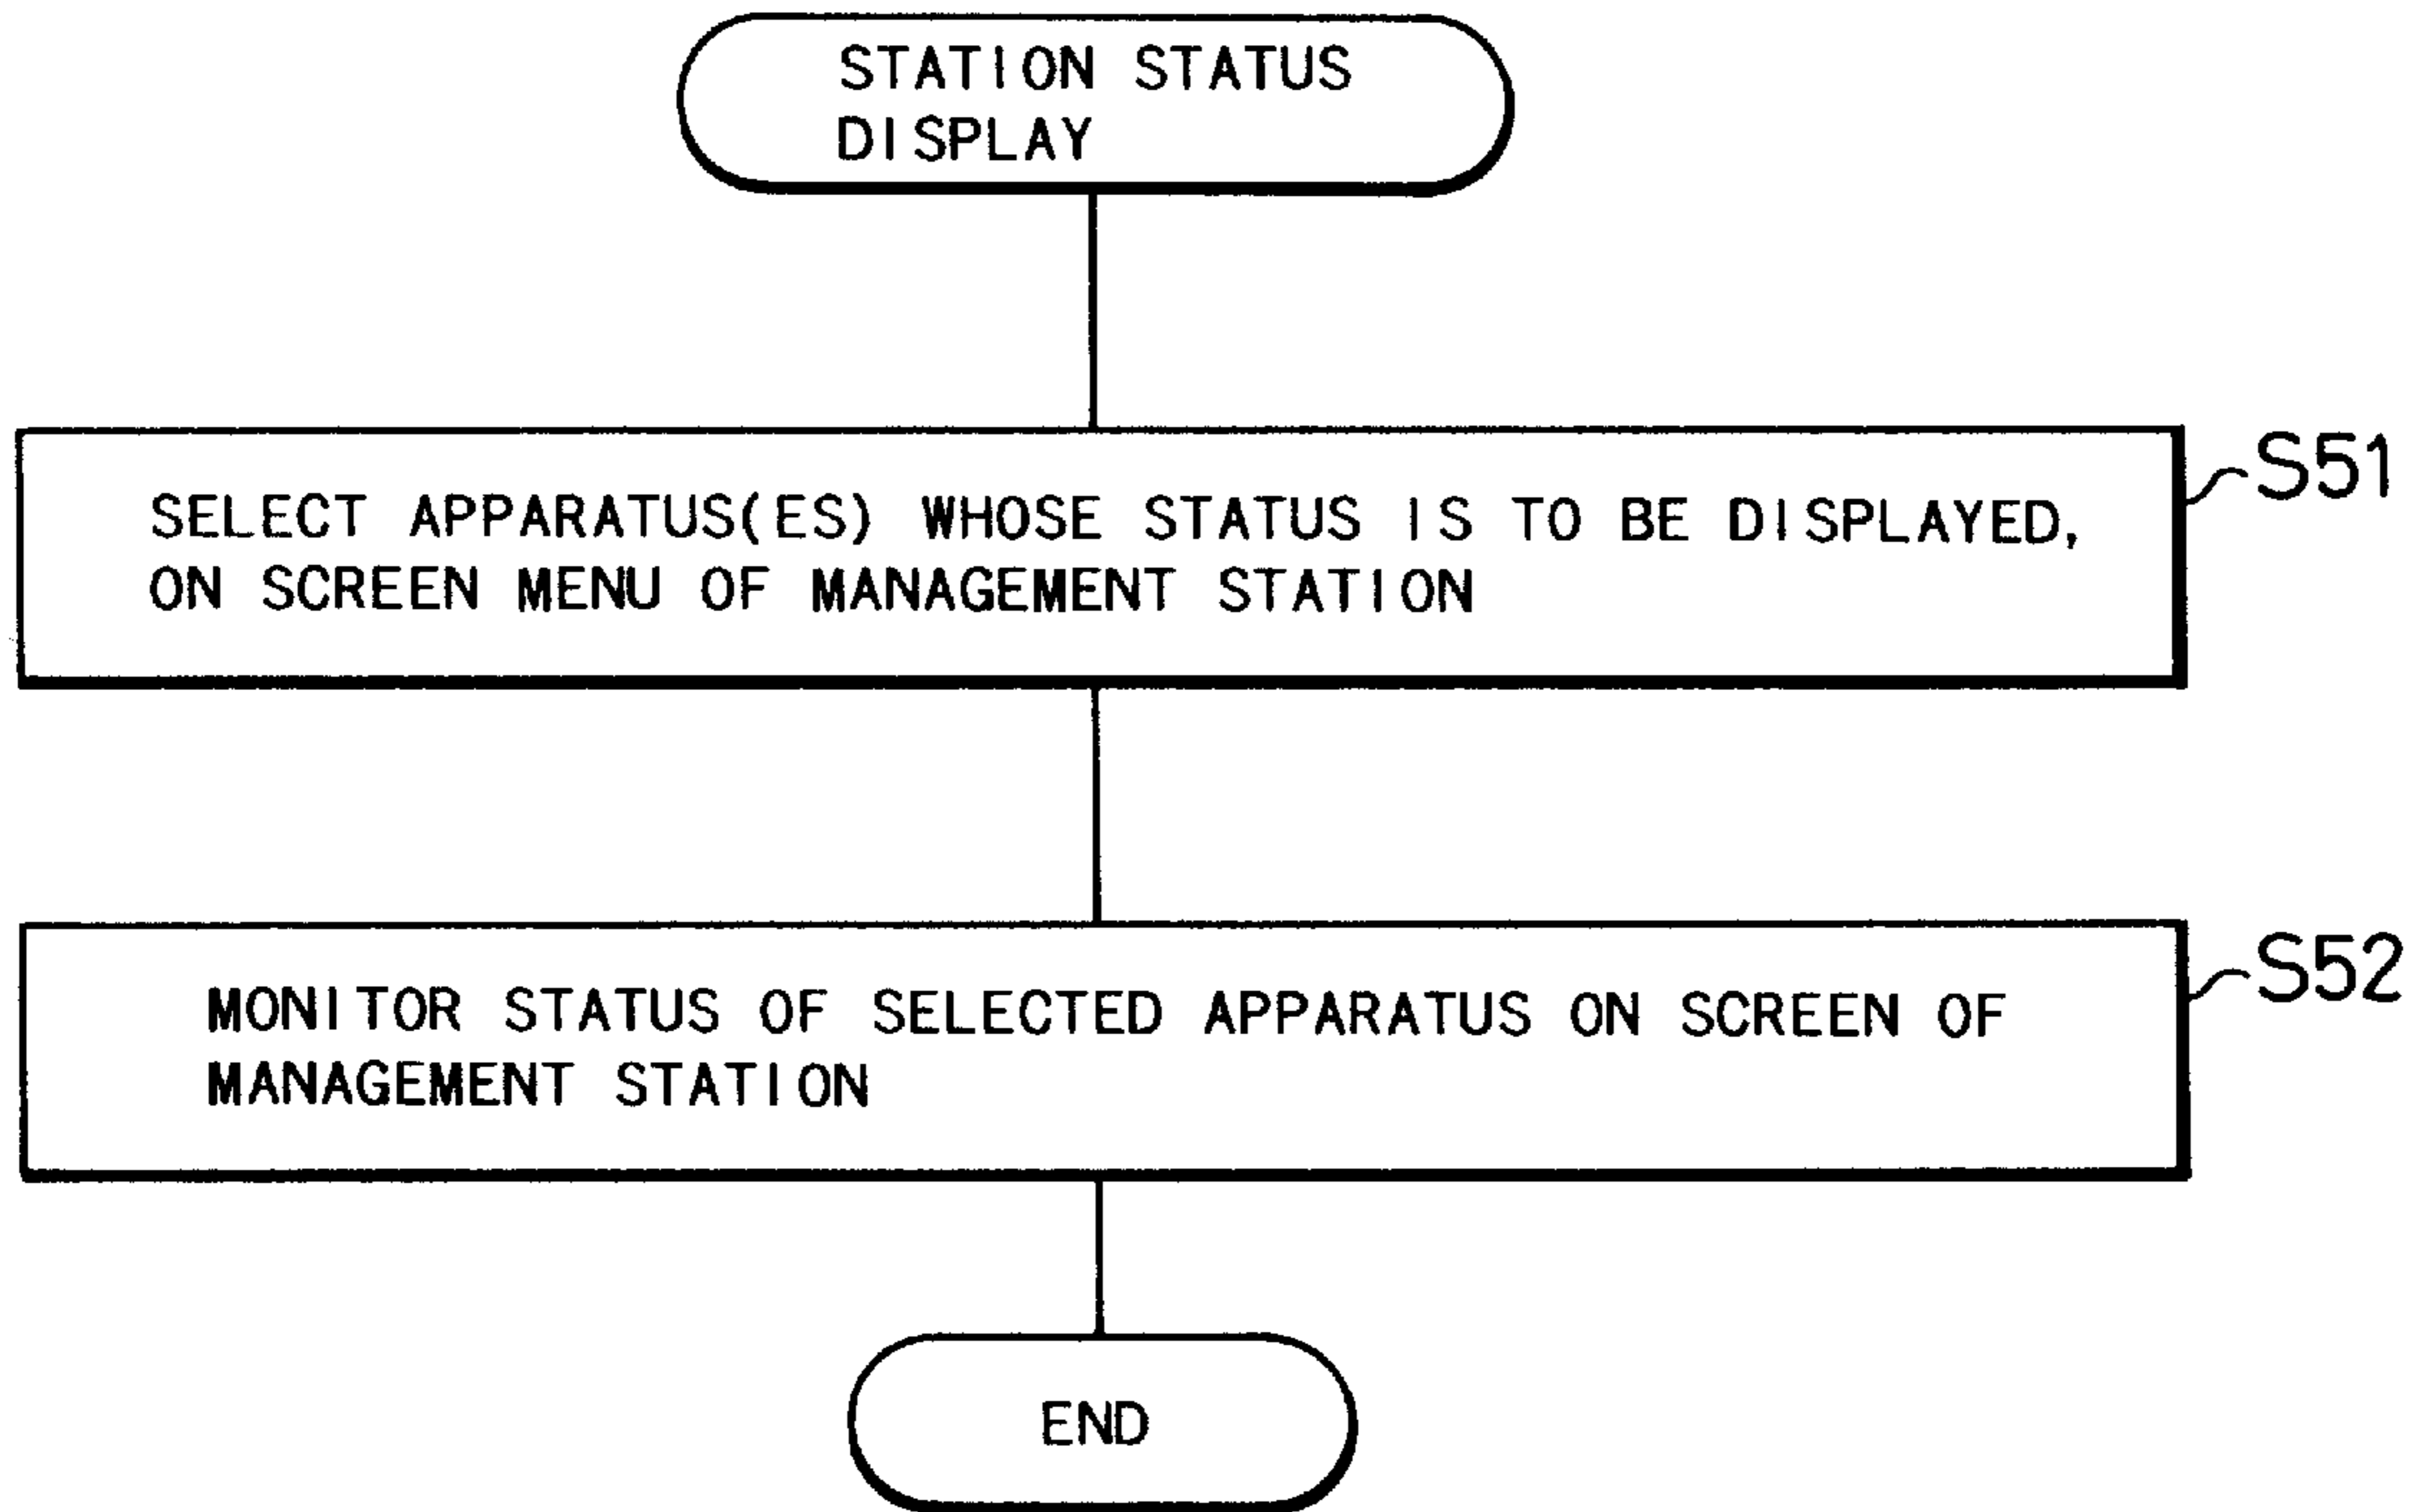 STATION STATUS
DISPLAY
SELECT APPARATUS(ES) WHOSE STATUS IS TO BE DISPLAYED,
ON SCREEN MENU OF MANAGEMENT STATION
S51
MONITOR STATUS OF SELECTED APPARATUS ON SCREEN OF
MANAGEMENT STATION
S52
END